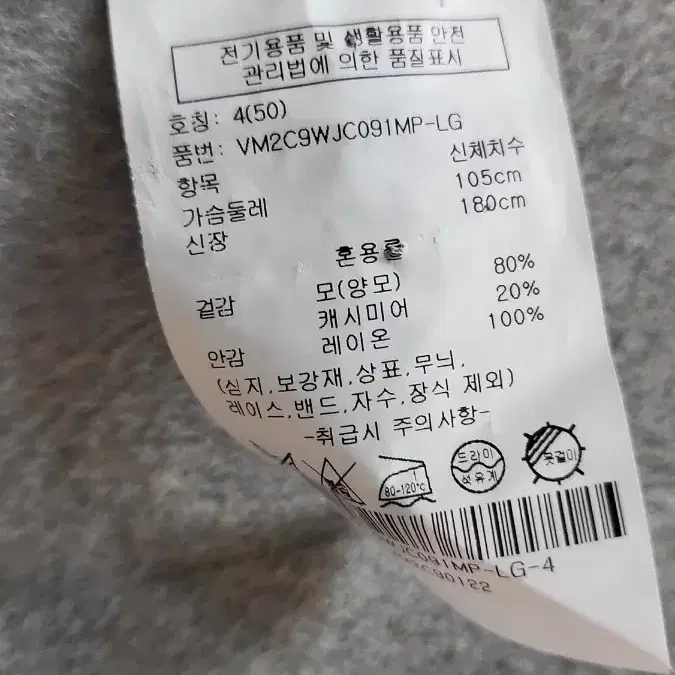 전기용품 및 생활용품 안전
관리법에 의한 품질표시
호칭: 4(50)
품번: VM2C9WJC091MP-LG
항목 신체치수
가슴둘레 105cm
신장 180cm
혼용률
겉감 모(양모) 80%
캐시미어 20%
안감 레이온 100%
(심지,보강재,상표,무늬,
레이스,밴드,자수,장식 제외)
-취급시 주의사항-
80-120℃
드라이
석유계
옷걸이
WJC091MP-LG-4
90122